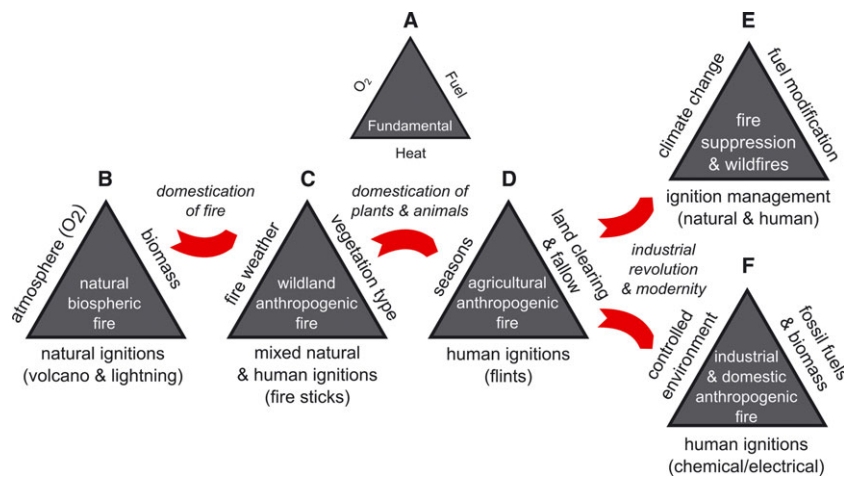 A
O₂
Fuel
Fundamental
Heat
B
atmosphere (O2)
biomass
natural
biospheric
fire
natural ignitions
(volcano & lightning)
domestication
of fire
C
fire weather
vegetation type
wildland
anthropogenic
fire
mixed natural
& human ignitions
(fire sticks)
domestication of
plants & animals
D
seasons
land clearing
& fallow
agricultural
anthropogenic
fire
human ignitions
(flints)
E
climate change
fuel modification
fire
suppression
& wildfires
ignition management
(natural & human)
industrial
revolution
& modernity
F
controlled
environment
fossil fuels
& biomass
industrial
& domestic
anthropogenic
fire
human ignitions
(chemical/electrical)